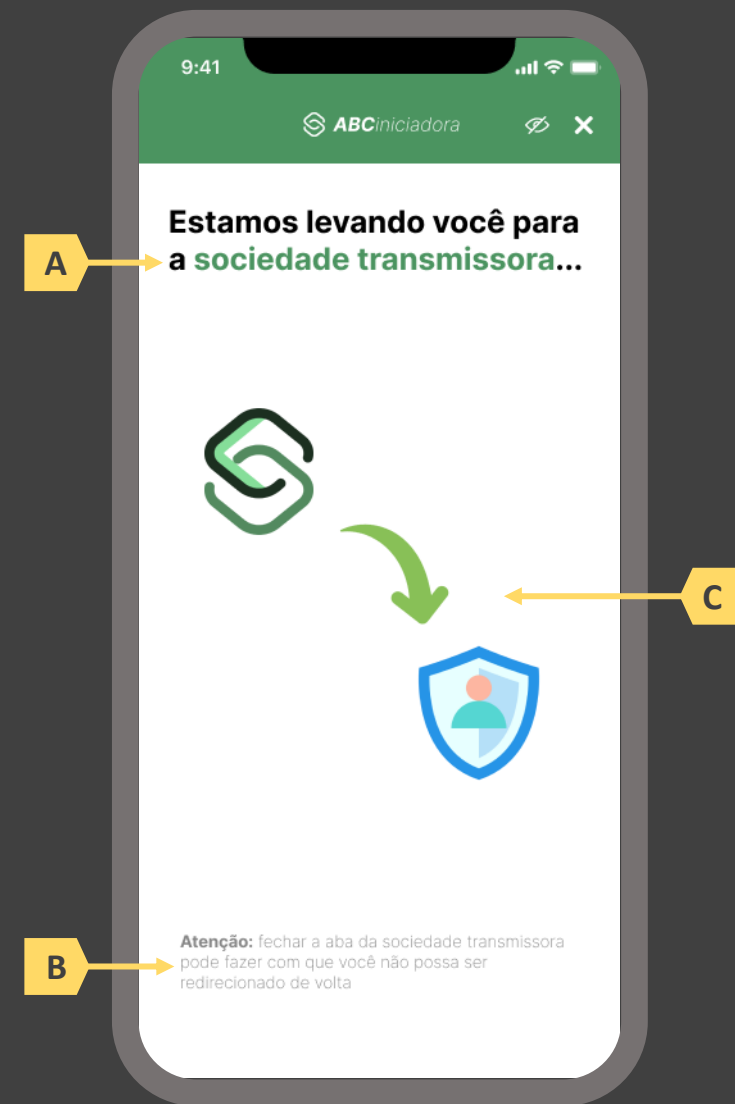 9:41
ABCiniciadora
Estamos levando você para
a sociedade transmissora...
A
C
Atenção: fechar a aba da sociedade transmissora
pode fazer com que você não possa ser
redirecionado de volta
B